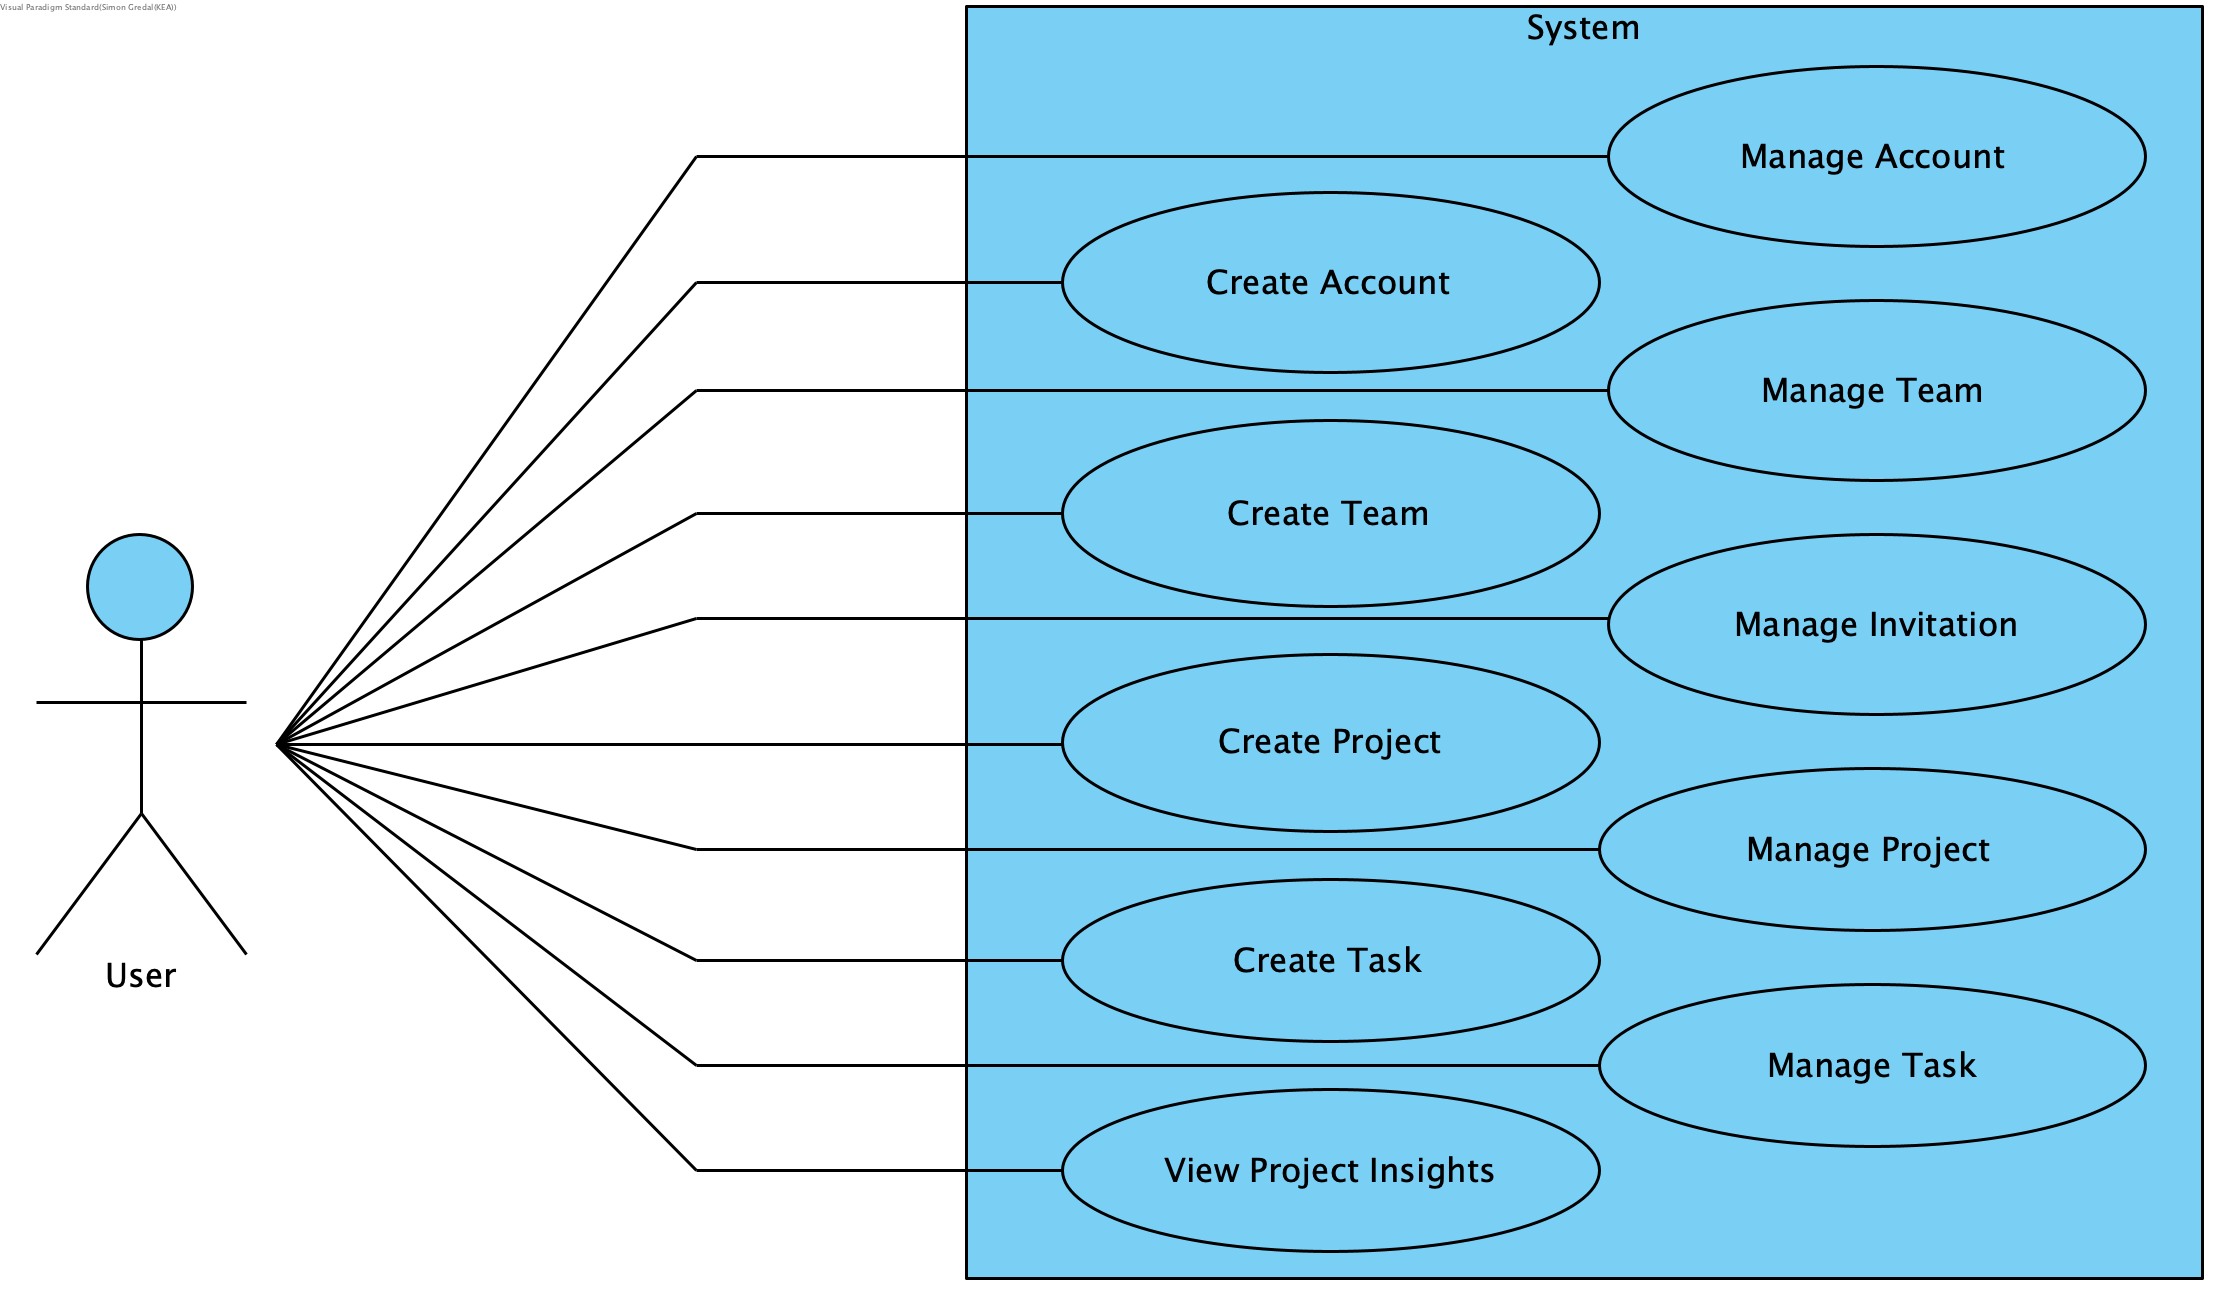 Visual Paradigm Standard(Simon Gredal(KEA))
System
Manage Account
Create Account
Manage Team
Create Team
Manage Invitation
Create Project
Manage Project
Create Task
User
Manage Task
View Project Insights